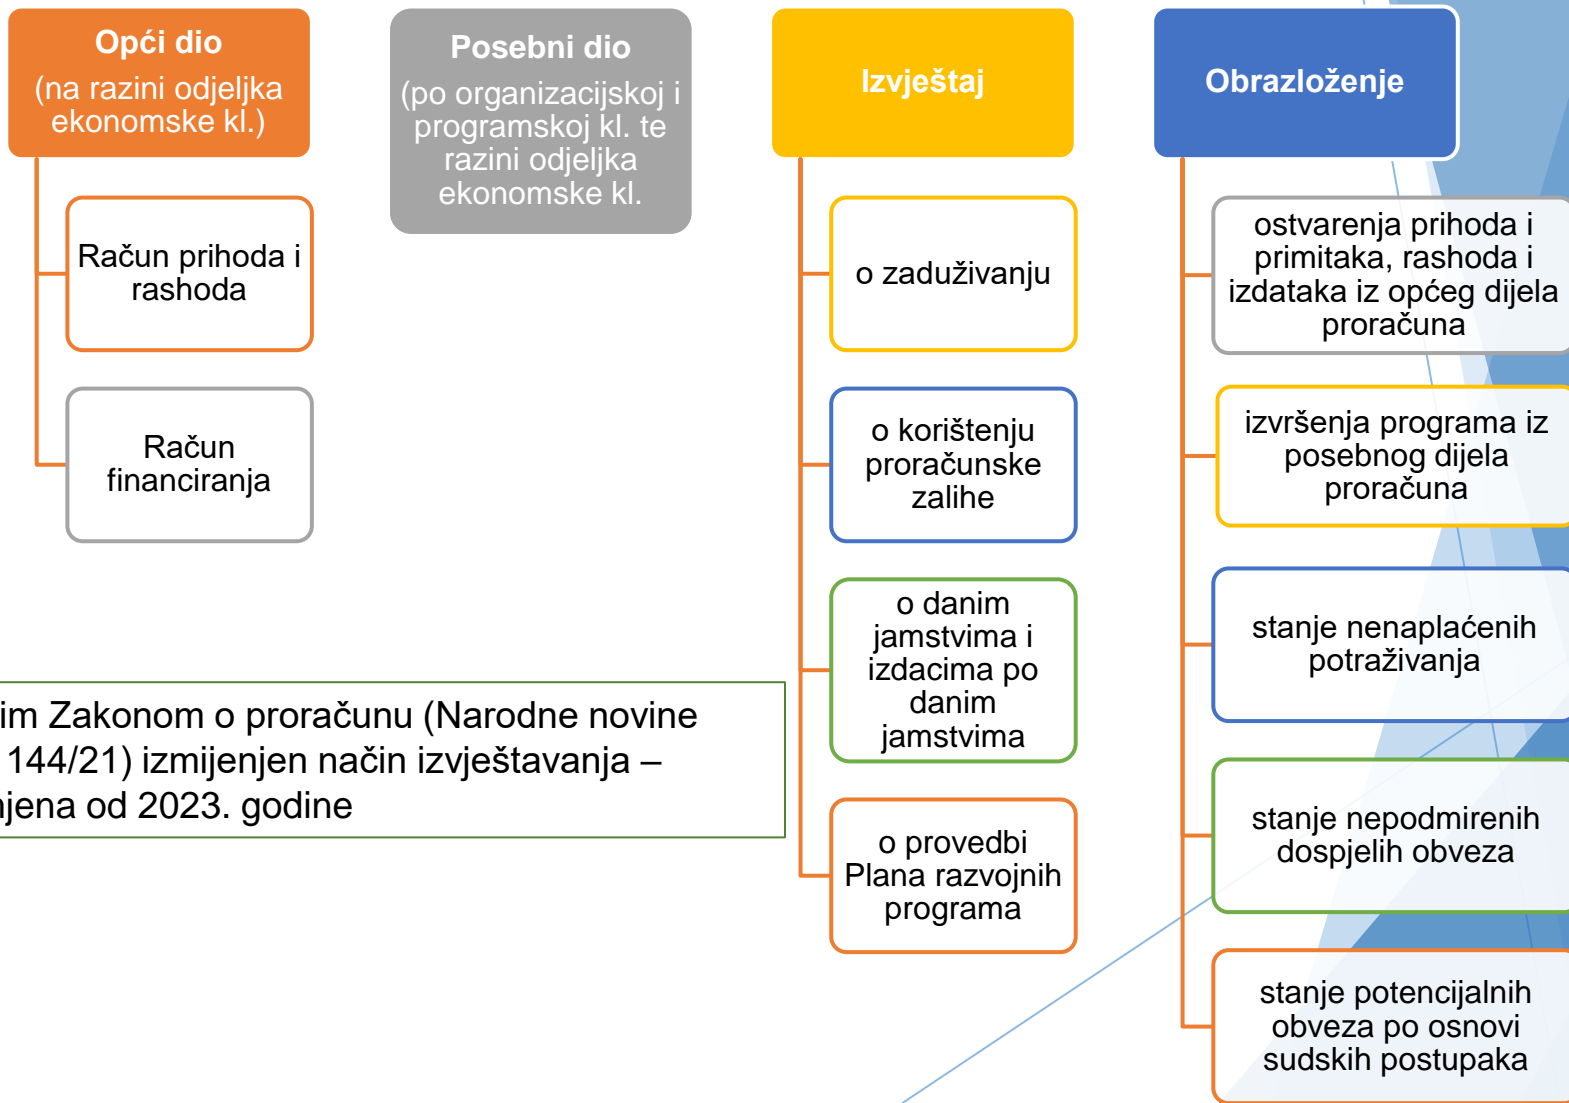 Opći dio
(na razini odjeljka
ekonomske kl.)
Račun prihoda i
rashoda
Račun
financiranja
Posebni dio
(po organizacijskoj i
programskoj kl. te
razini odjeljka
ekonomske kl.
Izvještaj
o zaduživanju
o korištenju
proračunske
zalihe
o danim
jamstvima i
izdacima po
danim
jamstvima
o provedbi
Plana razvojnih
programa
Obrazloženje
ostvarenja prihoda i
primitaka, rashoda i
izdataka iz općeg dijela
proračuna
izvršenja programa iz
posebnog dijela
proračuna
stanje nenaplaćenih
potraživanja
stanje nepodmirenih
dospjelih obveza
stanje potencijalnih
obveza po osnovi
sudskih postupaka
im Zakonom o proračunu (Narodne novine
144/21) izmijenjen način izvještavanja –
jena od 2023. godine